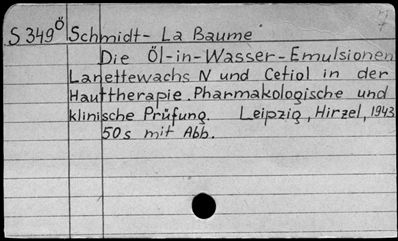 S 349 Ö Schmidt- La Baume
Die Öl-in-Wasser-Emulsionen
Lanettewachs N und Cetiol in der
Hauttherapie. Pharmakologische und
klinische Prüfung. Leipzig, Hirzel, 1943
50s mit Abb.